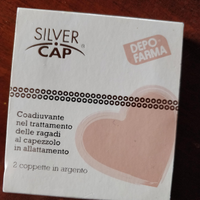 SILVER
CAP
DEPO
FARMA
Coadiuvante
nel trattamento
delle ragadi
al capezzolo
in allattamento
2 coppette in argento